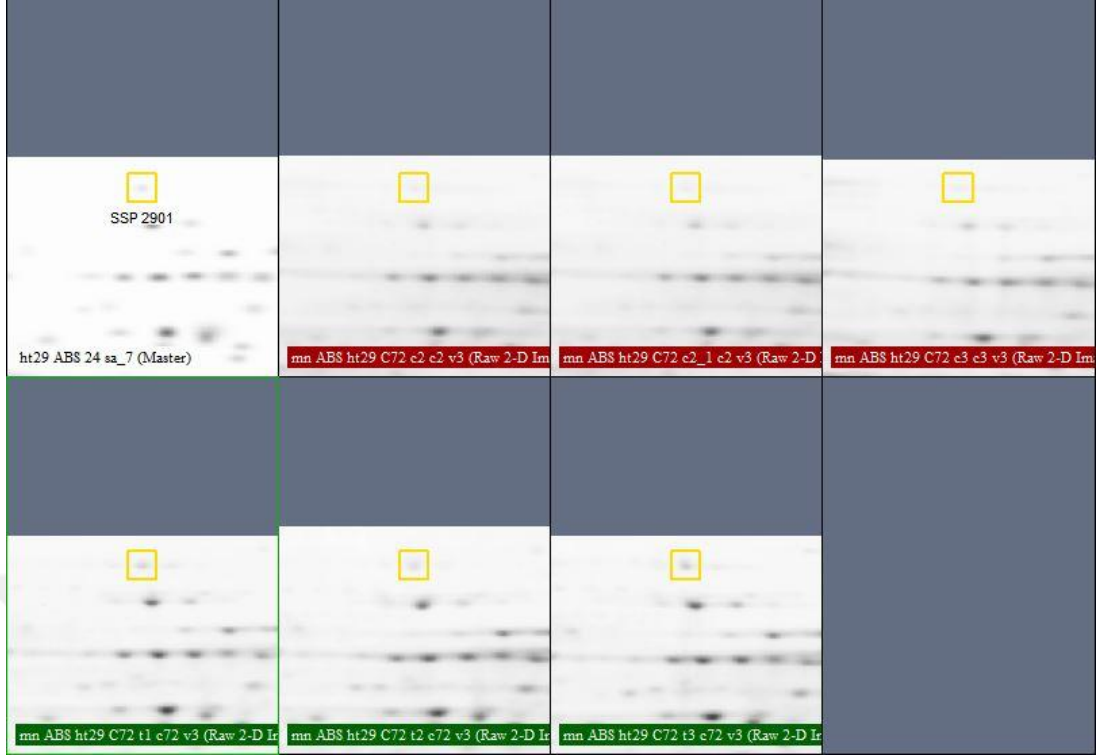 SSP 2901
ht29 ABS 24 sa_7 (Master)
mn ABS ht29 C72 c2 c2 v3 (Raw 2-D Im
mn ABS ht29 C72 c2_1 c2 v3 (Raw 2-D I
mn ABS ht29 C72 c3 c3 v3 (Raw 2-D Im
mn ABS ht29 C72 t1 c72 v3 (Raw 2-D Ir
mn ABS ht29 C72 t2 c72 v3 (Raw 2-D Ir
mn ABS ht29 C72 t3 c72 v3 (Raw 2-D Ir